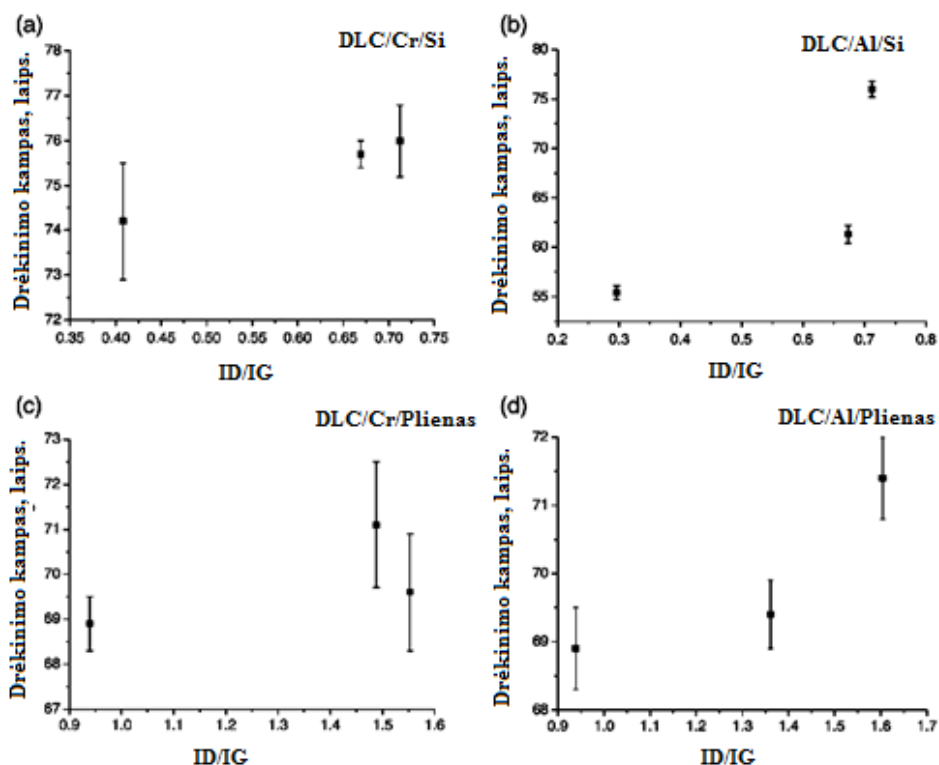 (a)
DLC/Cr/Si
Drėkinimo kampas, laips.
78
77
76
75
74
73
72
0.35 0.40 0.45 0.50 0.55 0.60 0.65 0.70 0.75
ID/IG
(b)
DLC/Al/Si
Drėkinimo kampas, laips.
80
75
70
65
60
55
0.2 0.3 0.4 0.5 0.6 0.7 0.8
ID/IG
(c)
DLC/Cr/Plienas
Drėkinimo kampas, laips.
73
72
71
70
69
68
67
0.9 1.0 1.1 1.2 1.3 1.4 1.5 1.6
ID/IG
(d)
DLC/Al/Plienas
Drėkinimo kampas, laips.
72
71
70
69
68
0.9 1.0 1.1 1.2 1.3 1.4 1.5 1.6 1.7
ID/IG